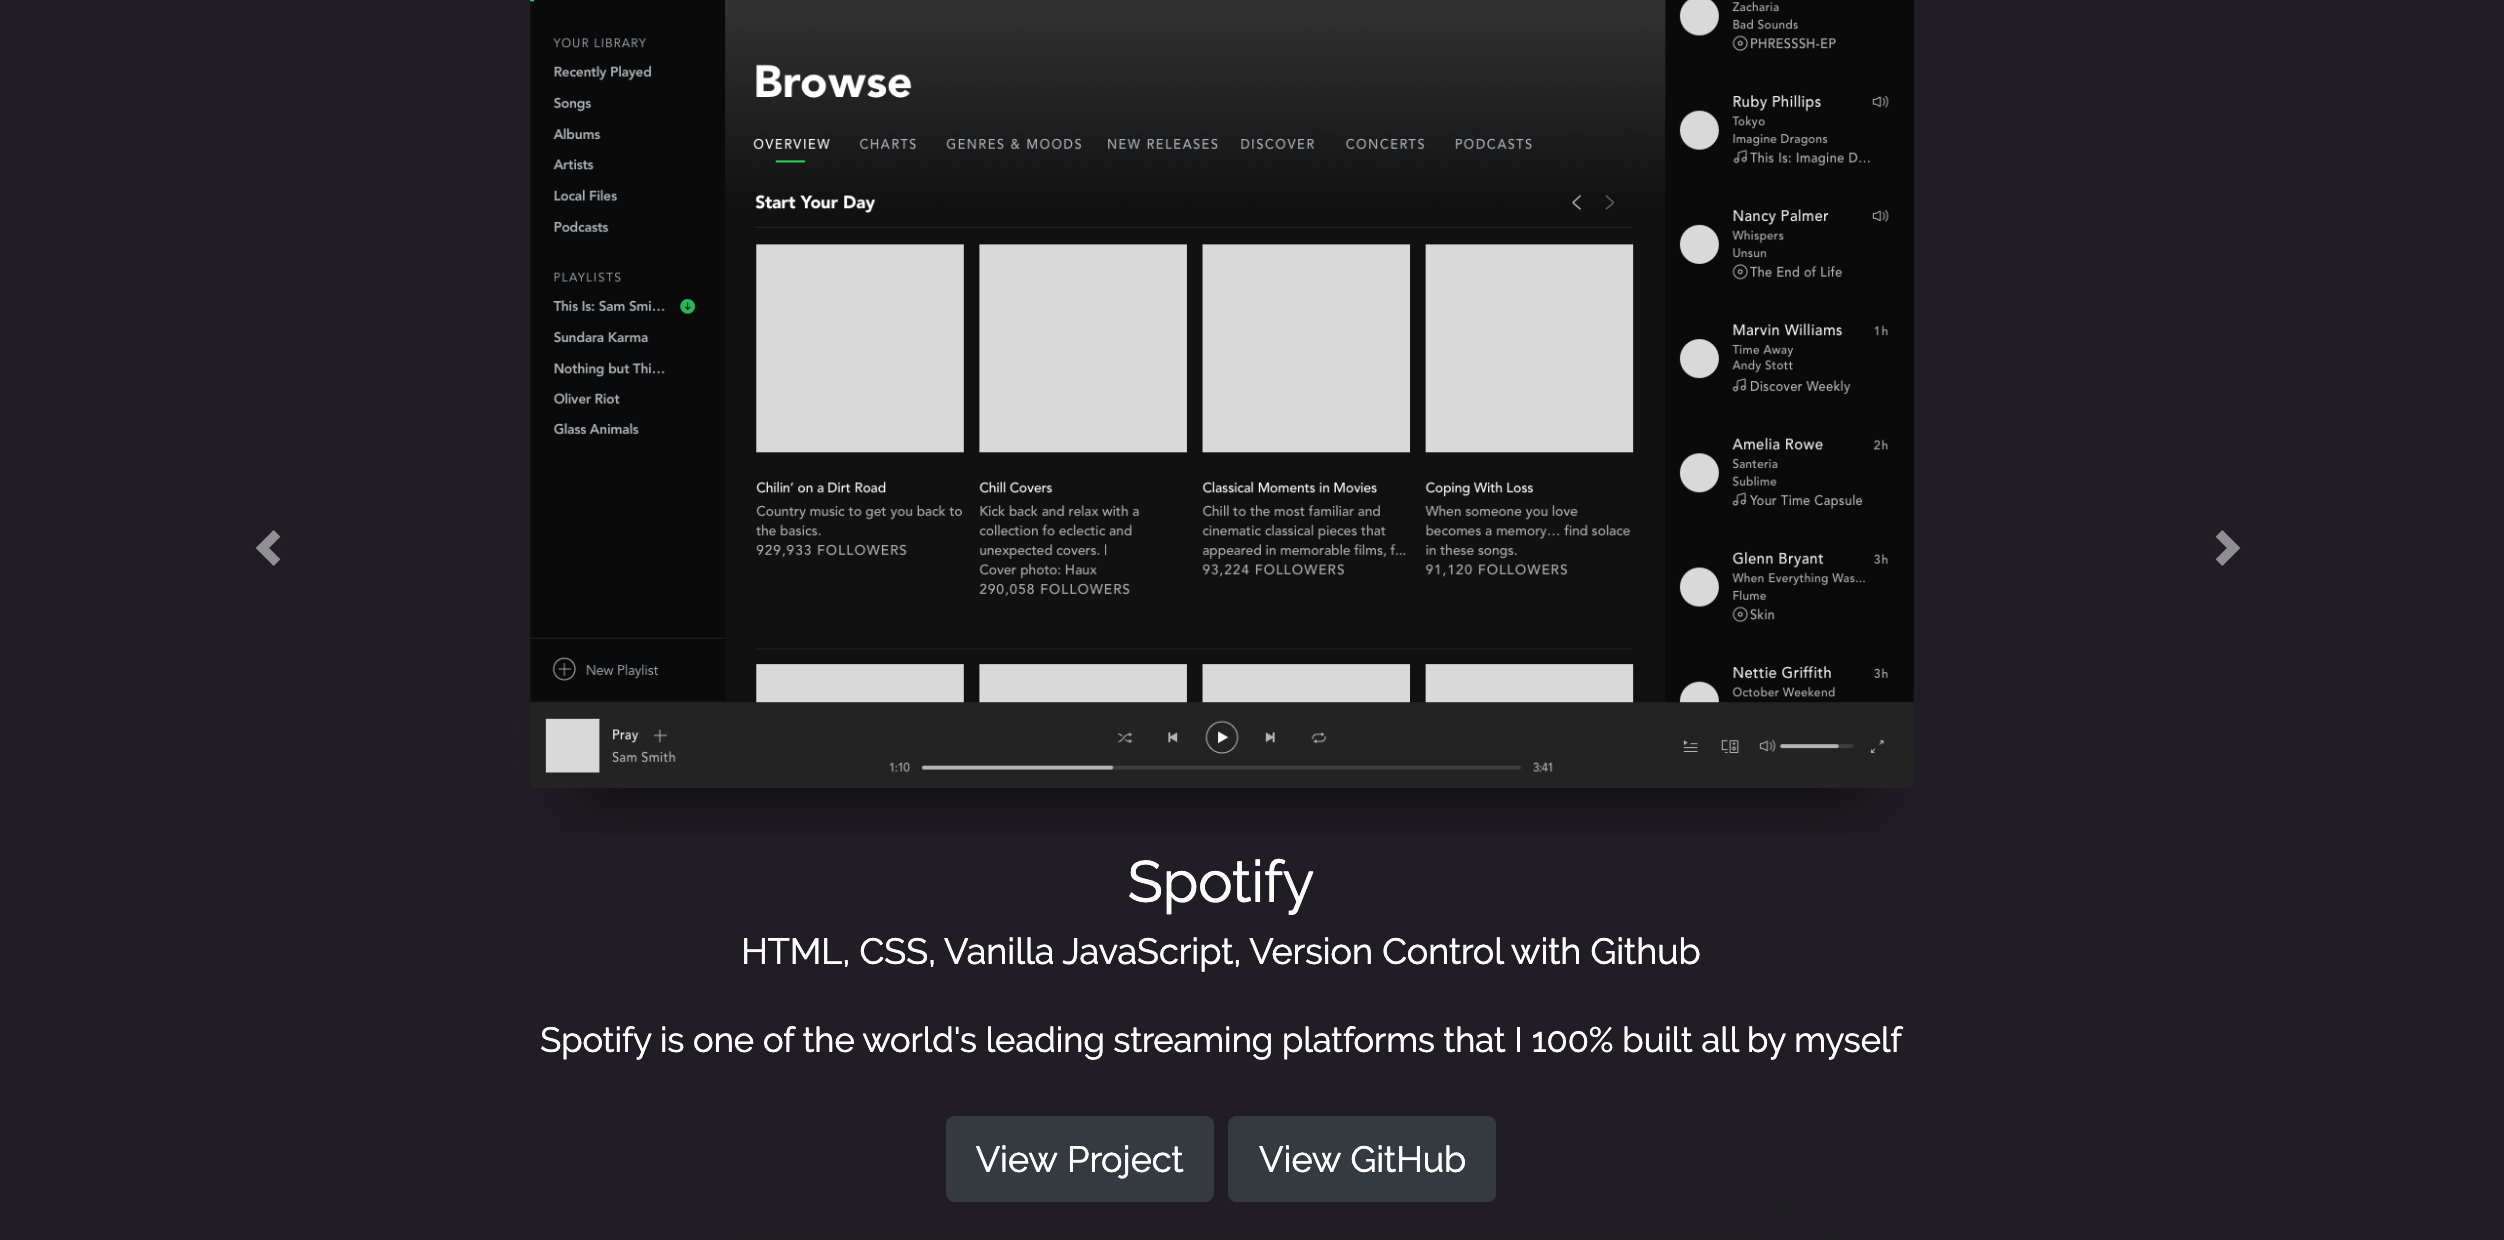 YOUR LIBRARY
Recently Played
Songs
Albums
Artists
Local Files
Podcasts
PLAYLISTS
This Is: Sam Smi...
Sundara Karma
Nothing but Thi...
Oliver Riot
Glass Animals
New Playlist
Browse
OVERVIEW CHARTS GENRES & MOODS NEW RELEASES DISCOVER CONCERTS PODCASTS
Start Your Day
Chilin’ on a Dirt Road
Country music to get you back to
the basics.
929,933 FOLLOWERS
Chill Covers
Kick back and relax with a
collection fo eclectic and
unexpected covers. |
Cover photo: Haux
290,058 FOLLOWERS
Classical Moments in Movies
Chill to the most familiar and
cinematic classical pieces that
appeared in memorable films, f...
93,224 FOLLOWERS
Coping With Loss
When someone you love
becomes a memory... find solace
in these songs.
91,120 FOLLOWERS
Zacharia
Bad Sounds
PHRESSSH-EP
Ruby Phillips
Tokyo
Imagine Dragons
This Is: Imagine D...
Nancy Palmer
Whispers
Unsun
The End of Life
Marvin Williams 1h
Time Away
Andy Stott
Discover Weekly
Amelia Rowe 2h
Santeria
Sublime
Your Time Capsule
Glenn Bryant 3h
When Everything Was...
Flume
Skin
Nettie Griffith 3h
October Weekend
Pray
Sam Smith
1:10 3:41
Spotify
HTML, CSS, Vanilla JavaScript, Version Control with Github
Spotify is one of the world's leading streaming platforms that I 100% built all by myself
View Project View GitHub